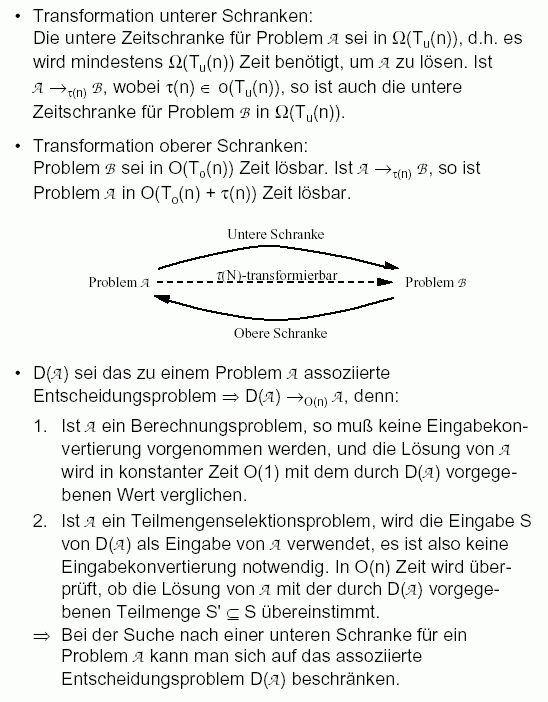 • Transformation unterer Schranken:
Die untere Zeitschranke für Problem 𝒜 sei in Ω(Tᵤ(n)), d.h. es
wird mindestens Ω(Tᵤ(n)) Zeit benötigt, um 𝒜 zu lösen. Ist
𝒜 →τ(n) ℬ, wobei τ(n) ∈ o(Tᵤ(n)), so ist auch die untere
Zeitschranke für Problem ℬ in Ω(Tᵤ(n)).
• Transformation oberer Schranken:
Problem ℬ sei in O(Tₒ(n)) Zeit lösbar. Ist 𝒜 →τ(n) ℬ, so ist
Problem 𝒜 in O(Tₒ(n) + τ(n)) Zeit lösbar.
Untere Schranke
Problem 𝒜 τ(N)-transformierbar Problem ℬ
Obere Schranke
• D(𝒜) sei das zu einem Problem 𝒜 assoziierte
Entscheidungsproblem ⇒ D(𝒜) →O(n) 𝒜, denn:
1. Ist 𝒜 ein Berechnungsproblem, so muß keine Eingabekon-
vertierung vorgenommen werden, und die Lösung von 𝒜
wird in konstanter Zeit O(1) mit dem durch D(𝒜) vorgege-
benen Wert verglichen.
2. Ist 𝒜 ein Teilmengenselektionsproblem, wird die Eingabe S
von D(𝒜) als Eingabe von 𝒜 verwendet, es ist also keine
Eingabekonvertierung notwendig. In O(n) Zeit wird über-
prüft, ob die Lösung von 𝒜 mit der durch D(𝒜) vorgege-
benen Teilmenge S' ⊆ S übereinstimmt.
⇒ Bei der Suche nach einer unteren Schranke für ein
Problem 𝒜 kann man sich auf das assoziierte
Entscheidungsproblem D(𝒜) beschränken.